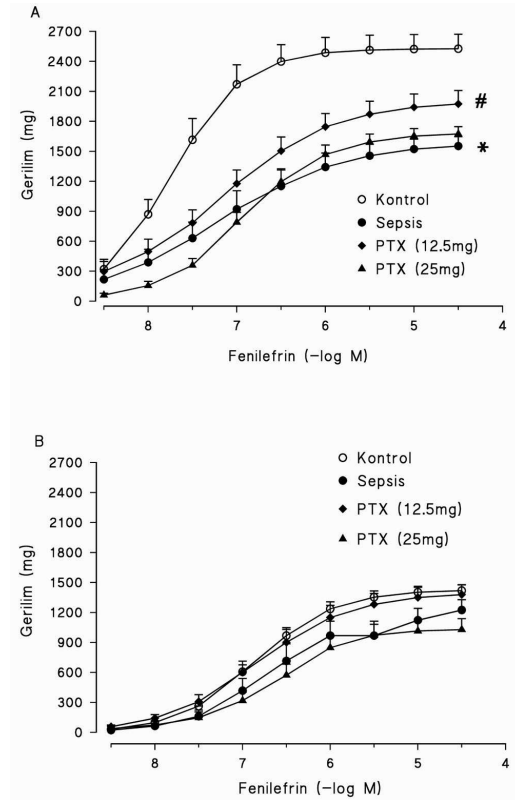 A
2700
2400
2100
1800
1500
1200
900
600
300
0
Gerilim (mg)
#
*
Kontrol
Sepsis
PTX (12.5mg)
PTX (25mg)
8 7 6 5 4
Fenilefrin (-log M)
B
2700
2400
2100
1800
1500
1200
900
600
300
0
Gerilim (mg)
Kontrol
Sepsis
PTX (12.5mg)
PTX (25mg)
8 7 6 5 4
Fenilefrin (-log M)